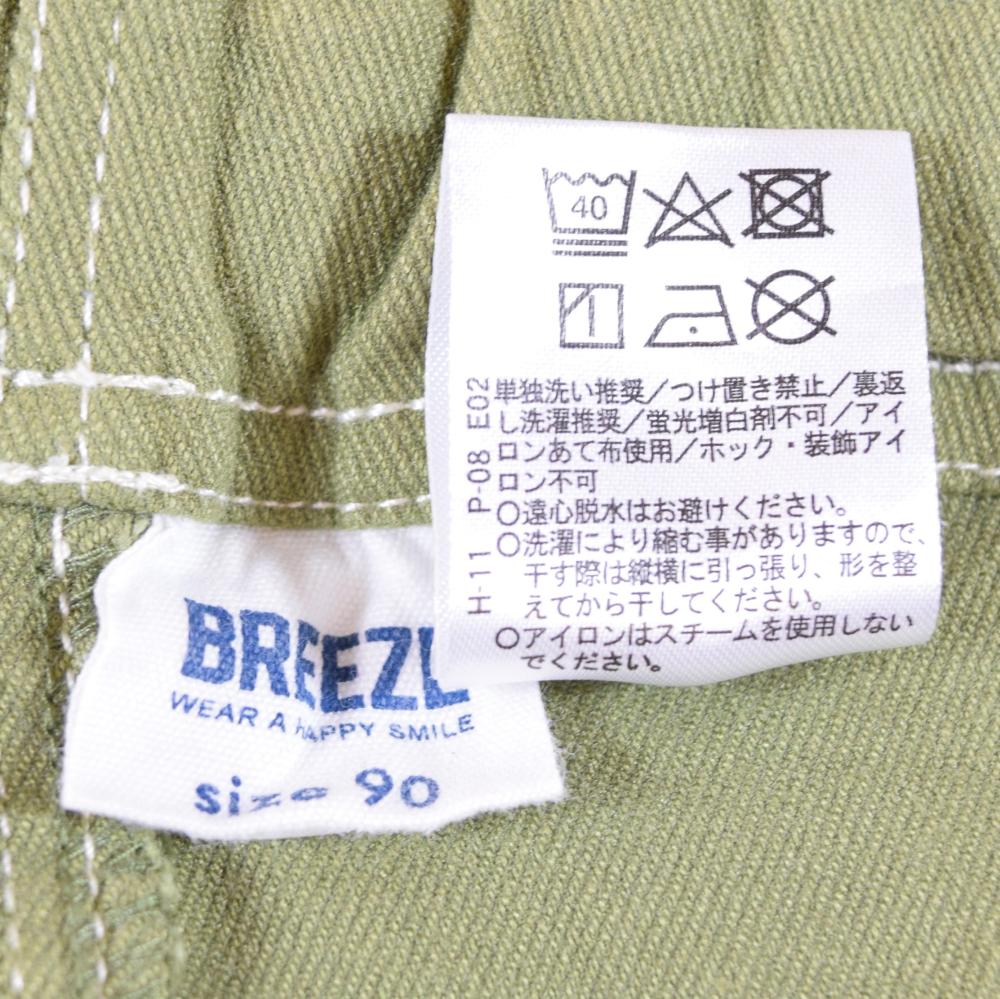 40
単独洗い推奨／つけ置き禁止／裏返
し洗濯推奨／蛍光増白剤不可／アイ
ロンあて布使用／ホック・装飾アイ
ロン不可
○遠心脱水はお避けください。
○洗濯により縮む事がありますので、
干す際は縦横に引っ張り、形を整
えてから干してください。
○アイロンはスチームを使用しない
でください。
H-11 P-08 E02
BREEZE
WEAR A HAPPY SMILE
size 90